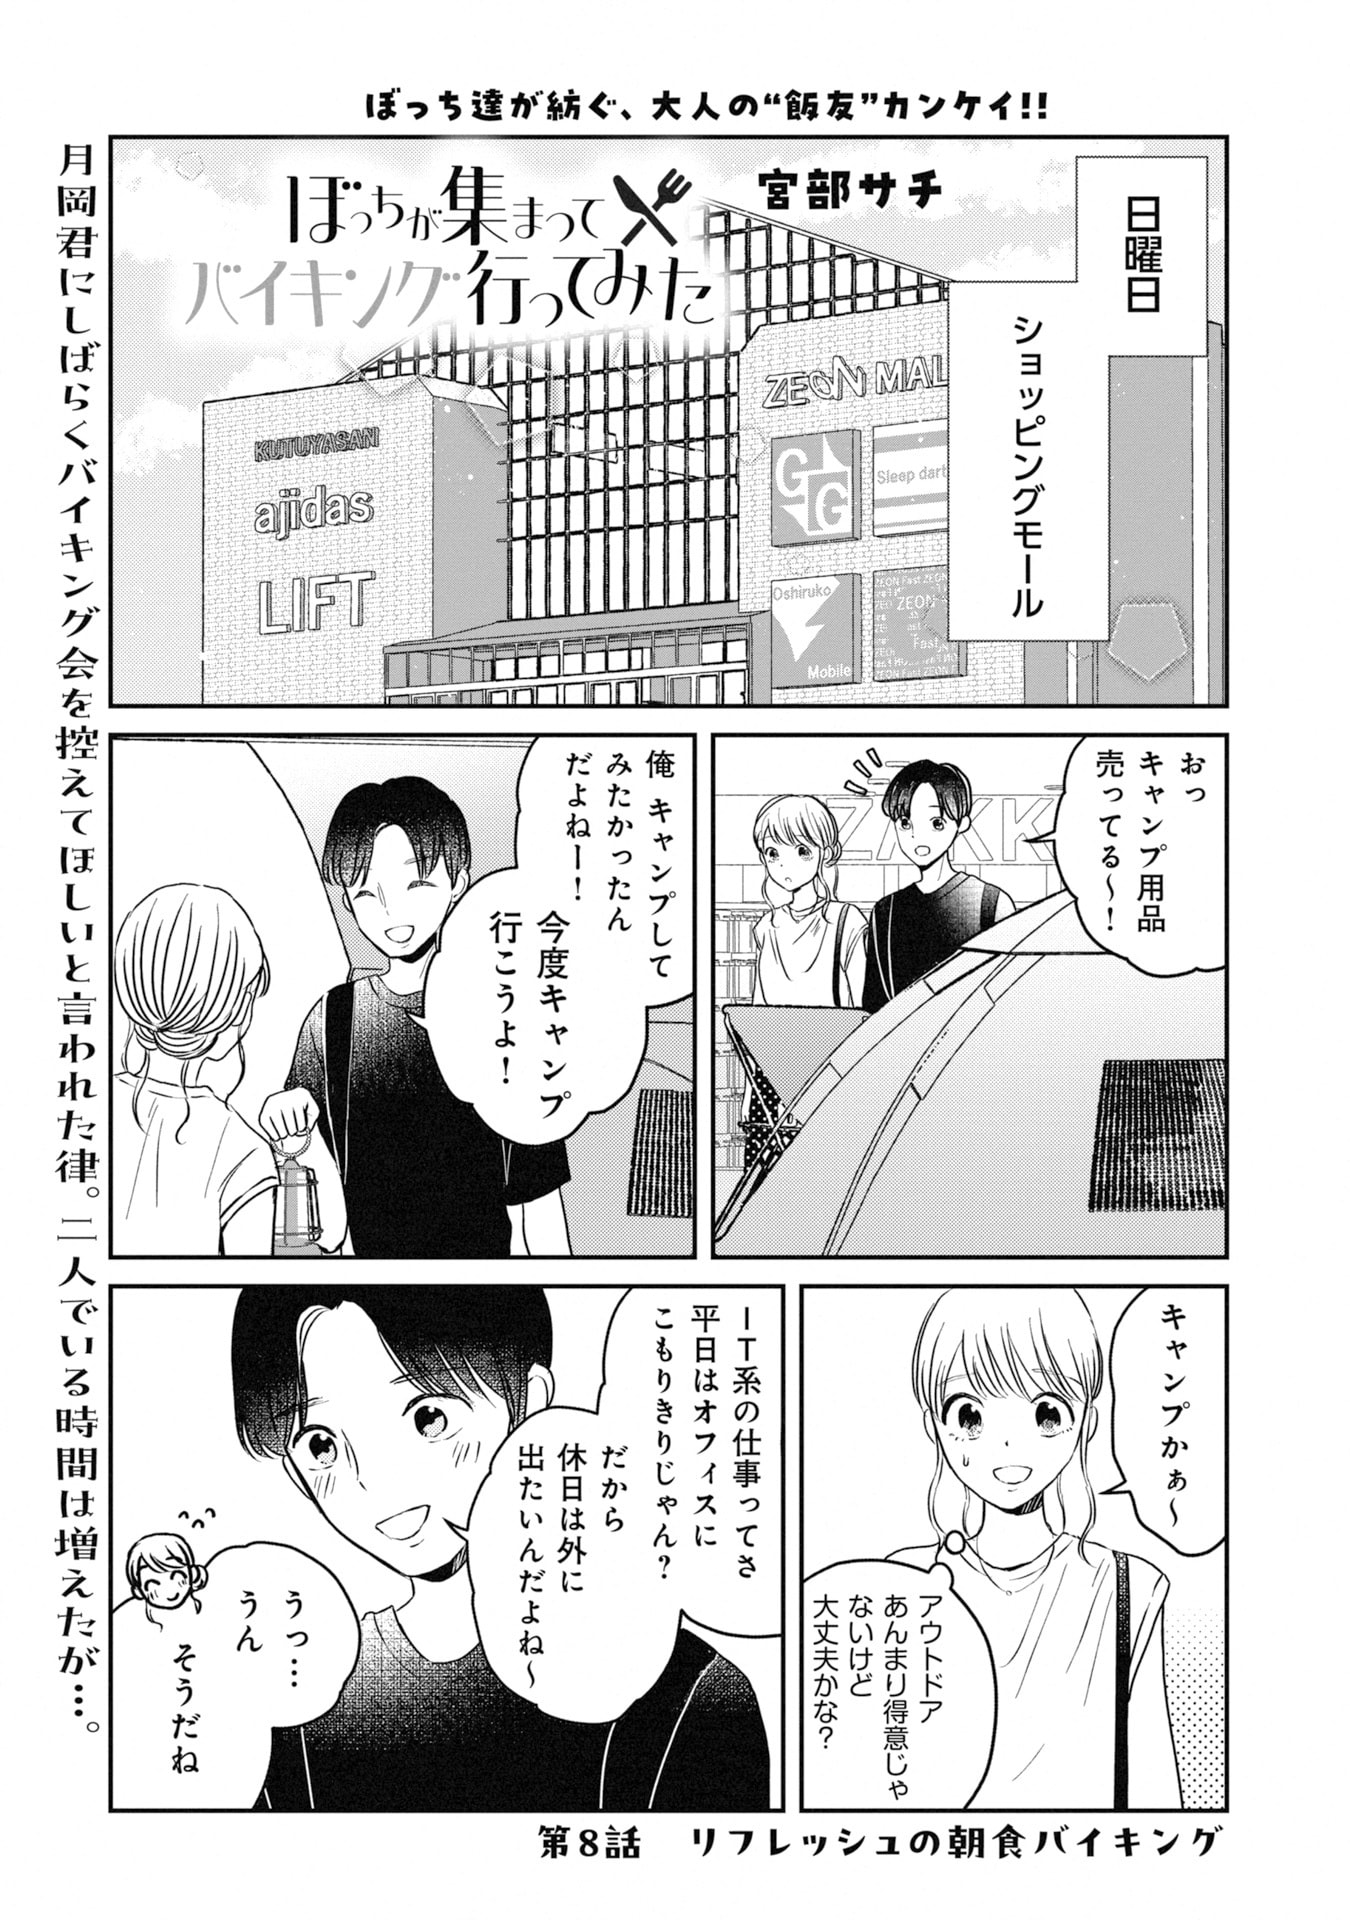 ぼっち達が紡ぐ、大人の“飯友”カンケイ!!
月岡君にしばらくバイキング会を控えてほしいと言われた律。二人でいる時間は増えたが…。
ぼっちが集まって
バイキング行ってみた
宮部サチ
日曜日
ショッピングモール
KUTUYASAN
ajidas
LIFT
ZEON MAL
GG
Sleep dart
Oshiruko
Mobile
ZEON Fast ZEON
ZEON
Fast
おっ
キャンプ用品
売ってる～!
ZAKK
俺 キャンプして
みたかったん
だよねー!
今度キャンプ
行こうよ!
キャンプかぁ～
アウトドア
あんまり得意じゃ
ないけど
大丈夫かな?
IT系の仕事ってさ
平日はオフィスに
こもりきりじゃん?
だから
休日は外に
出たいんだよね～
うっ…
うん
そうだね
第8話　リフレッシュの朝食バイキング